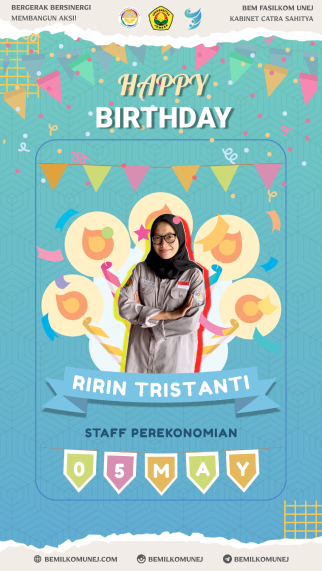 BERGERAK BERSINERGI
MEMBANGUN AKSI!
BEM FASILKOM UNEJ
KABINET CATRA SAHITYA
HAPPY
BIRTHDAY
RIRIN TRISTANTI
STAFF PEREKONOMIAN
05 MAY
BEMILKOMUNEJ.COM
BEMILKOMUNEJ
BEMILKOMUNEJ